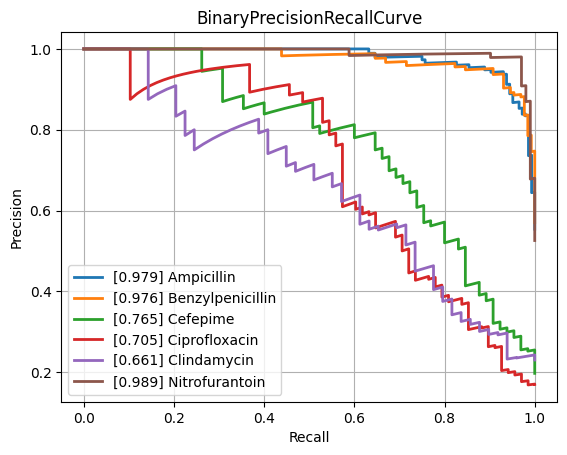 BinaryPrecisionRecallCurve
Precision
1.0
0.8
0.6
0.4
0.2
[0.979] Ampicillin
[0.976] Benzylpenicillin
[0.765] Cefepime
[0.705] Ciprofloxacin
[0.661] Clindamycin
[0.989] Nitrofurantoin
0.0 0.2 0.4 0.6 0.8 1.0
Recall